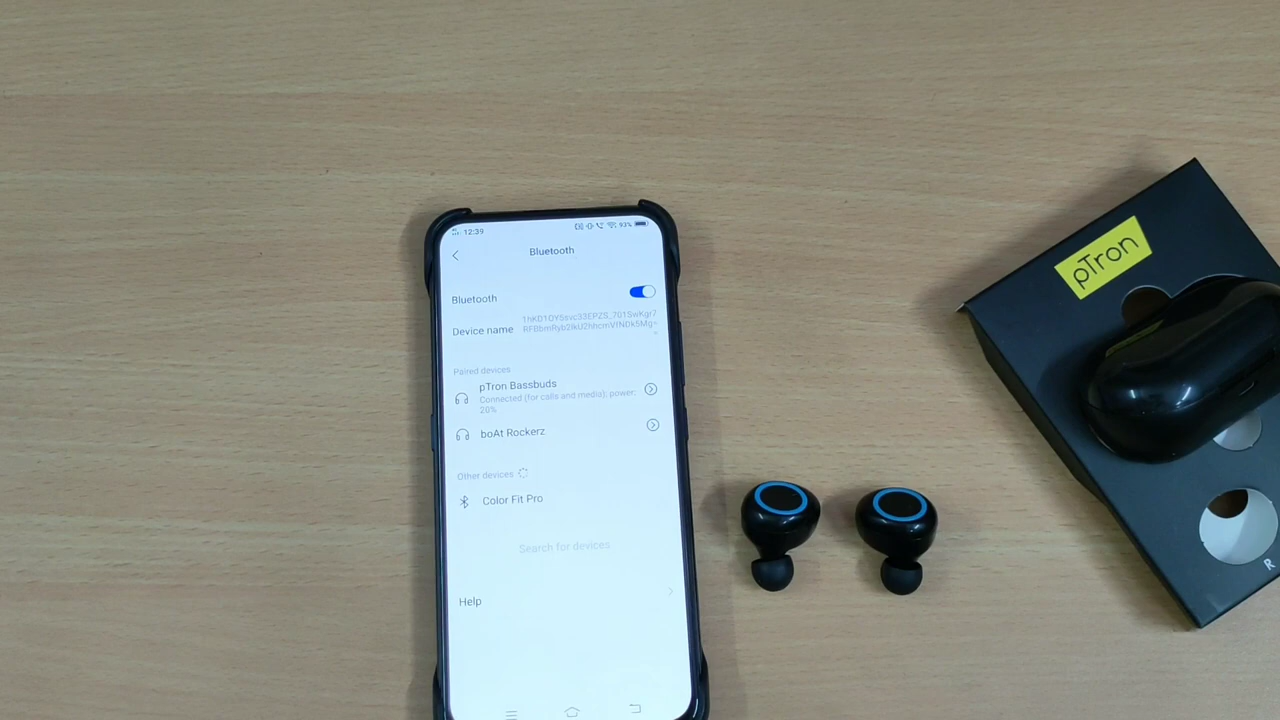 12:39
93%
Bluetooth
Bluetooth
Device name
Paired devices
pTron Bassbuds
Connected (for calls and media); power:
20%
boAt Rockerz
Other devices
Color Fit Pro
Search for devices
Help
pTron
R